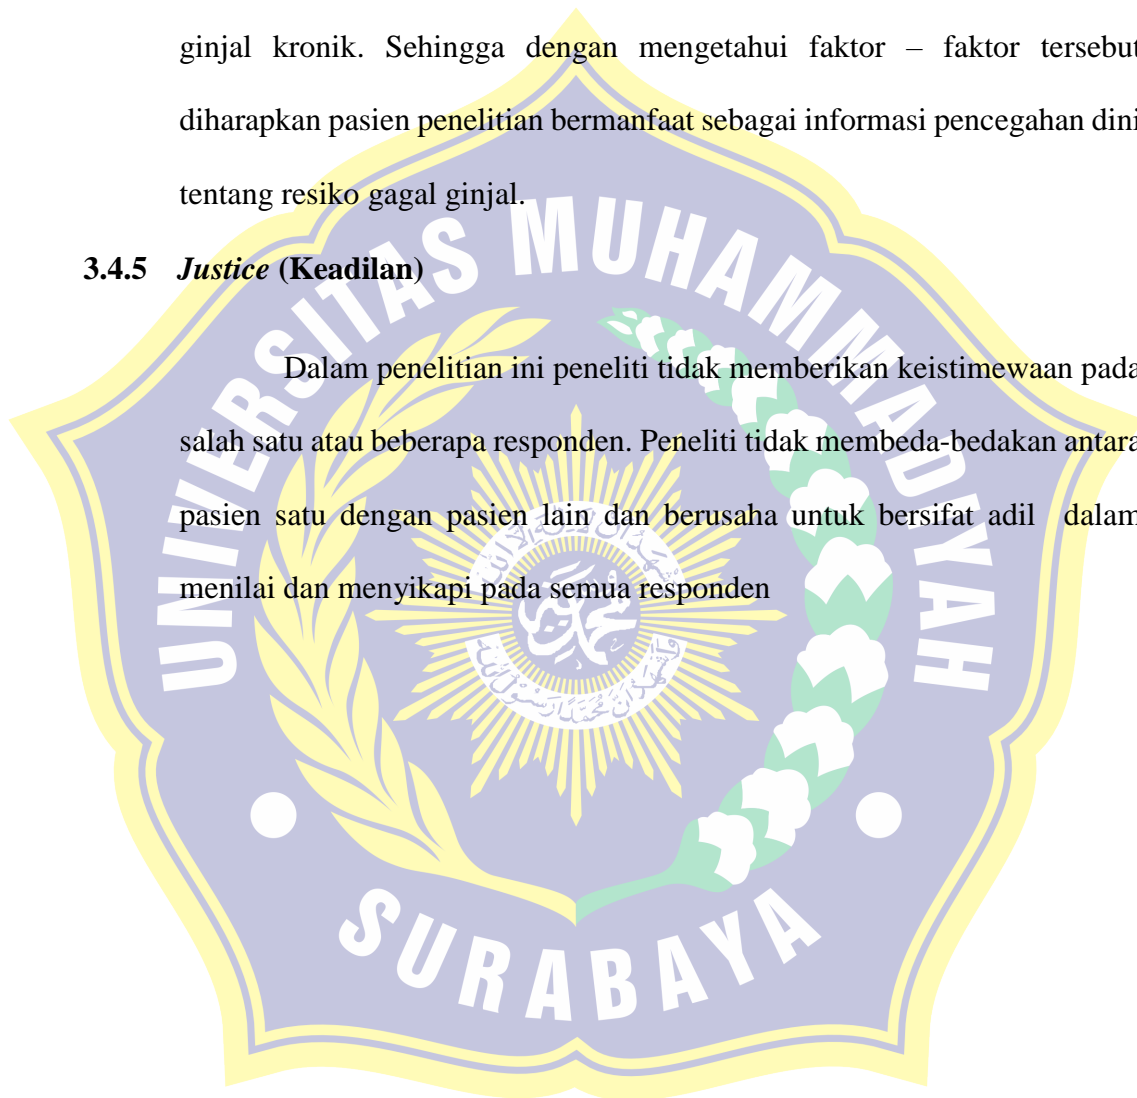 ginjal kronik. Sehingga dengan mengetahui faktor – faktor tersebut
diharapkan pasien penelitian bermanfaat sebagai informasi pencegahan dini
tentang resiko gagal ginjal.
3.4.5 Justice (Keadilan)
Dalam penelitian ini peneliti tidak memberikan keistimewaan pada
salah satu atau beberapa responden. Peneliti tidak membeda-bedakan antara
pasien satu dengan pasien lain dan berusaha untuk bersifat adil dalam
menilai dan menyikapi pada semua responden
UNIVERSITAS MUHAMMADYAH
SURABAYA